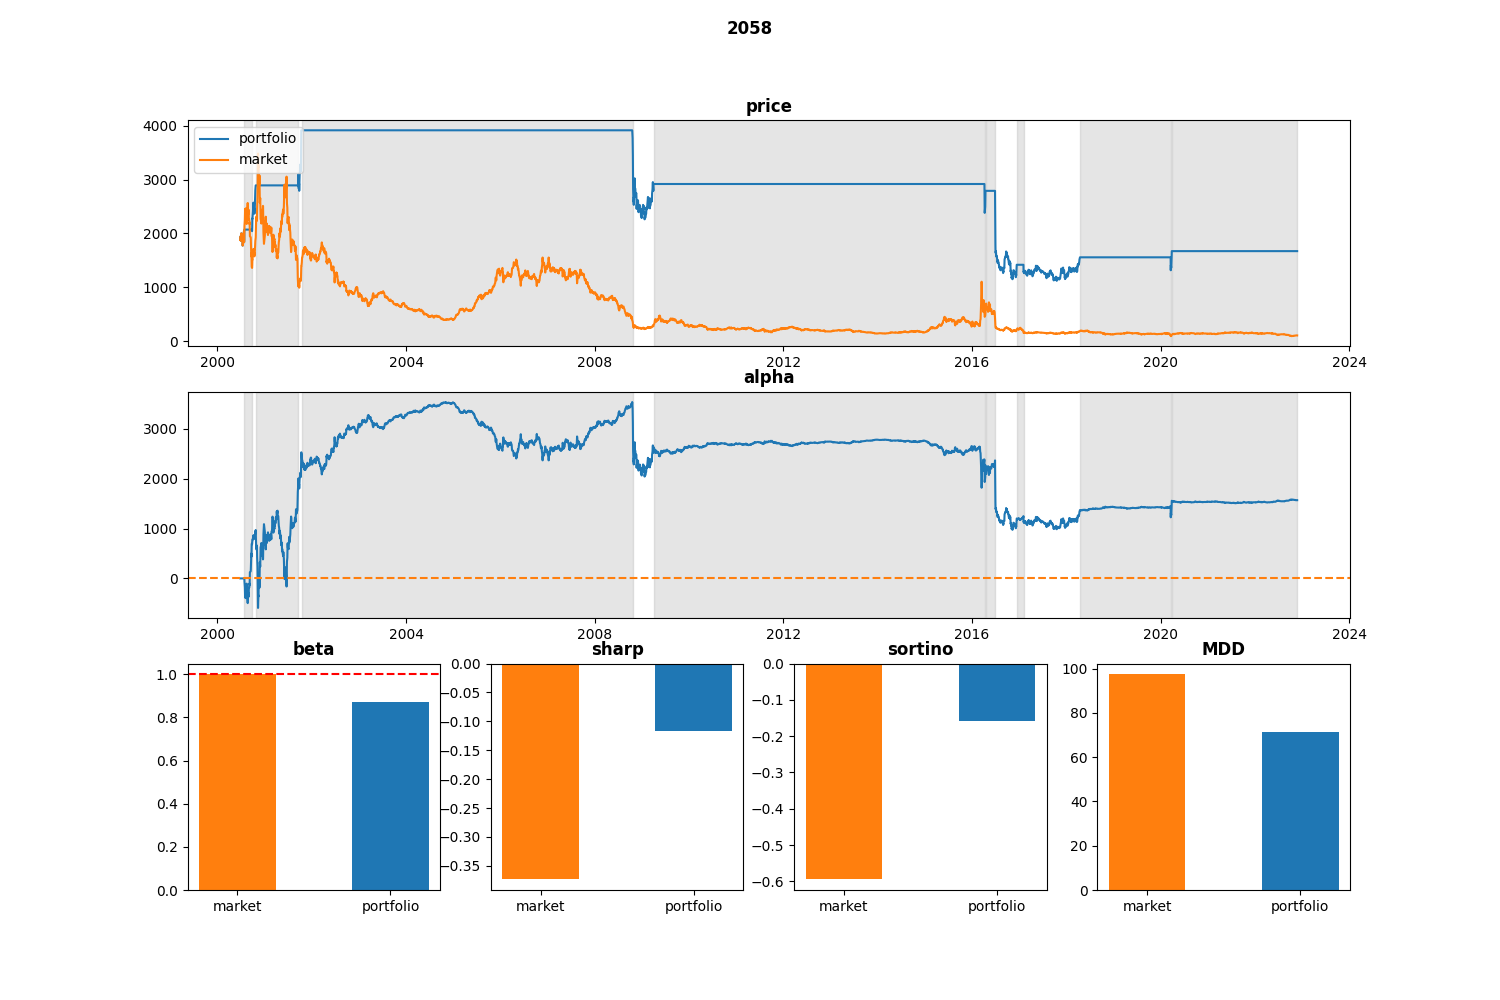 2058
price
4000
3000
2000
1000
0
portfolio
market
2000 2004 2008 2012 2016 2020 2024
alpha
3000
2000
1000
0
2000 2004 2008 2012 2016 2020 2024
beta
1.0
0.8
0.6
0.4
0.2
0.0
market portfolio
sharp
0.00
−0.05
−0.10
−0.15
−0.20
−0.25
−0.30
−0.35
market portfolio
sortino
0.0
−0.1
−0.2
−0.3
−0.4
−0.5
−0.6
market portfolio
MDD
100
80
60
40
20
0
market portfolio